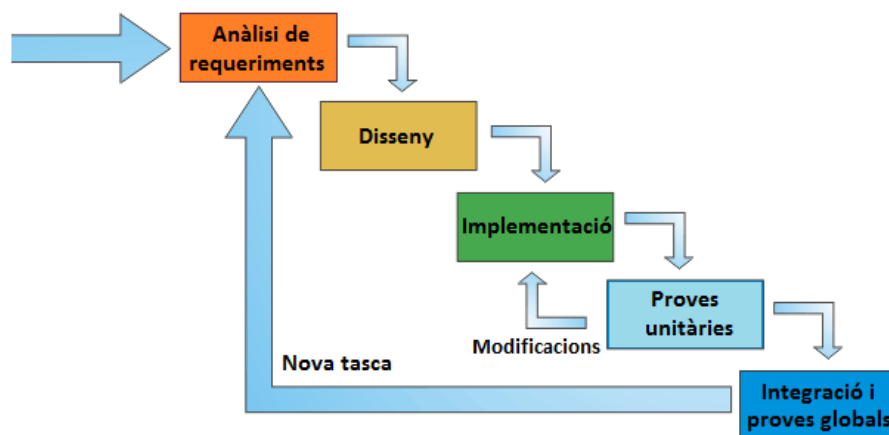 Anàlisi de
requeriments
Disseny
Implementació
Proves
unitàries
Modificacions
Nova tasca
Integració i
proves globals